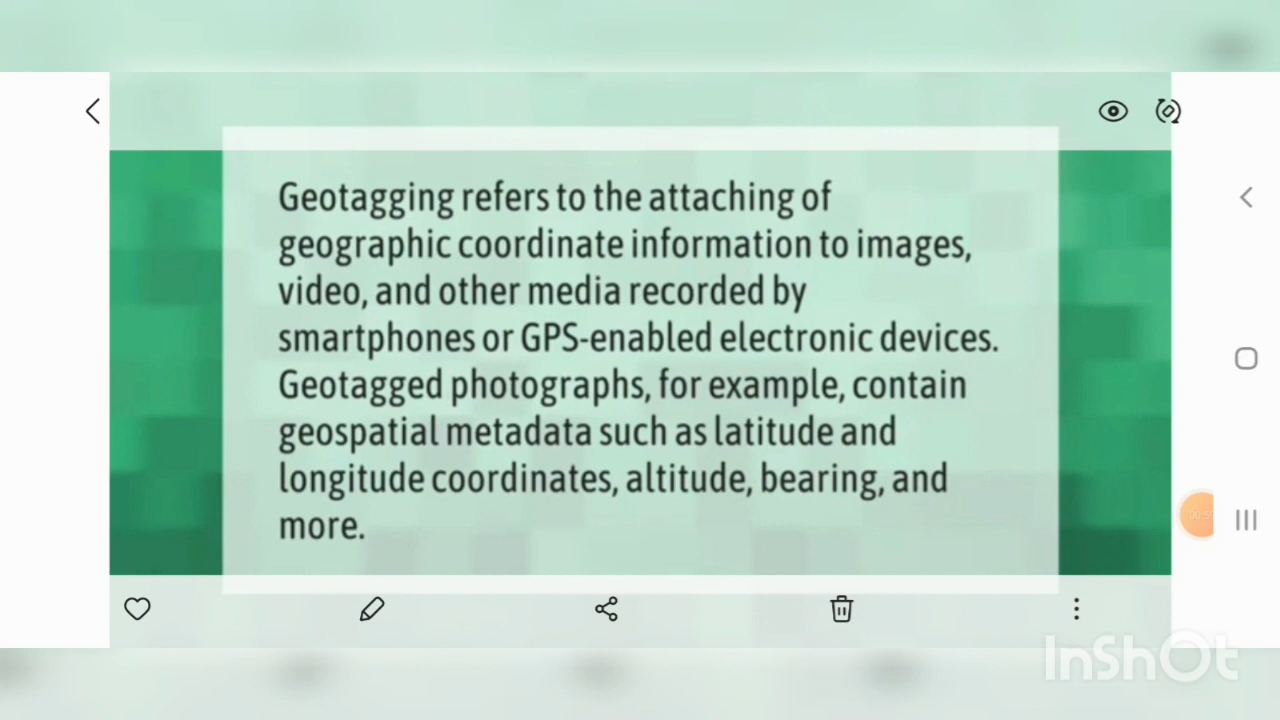 Geotagging refers to the attaching of
geographic coordinate information to images,
video, and other media recorded by
smartphones or GPS-enabled electronic devices.
Geotagged photographs, for example, contain
geospatial metadata such as latitude and
longitude coordinates, altitude, bearing, and
more.
InShOt